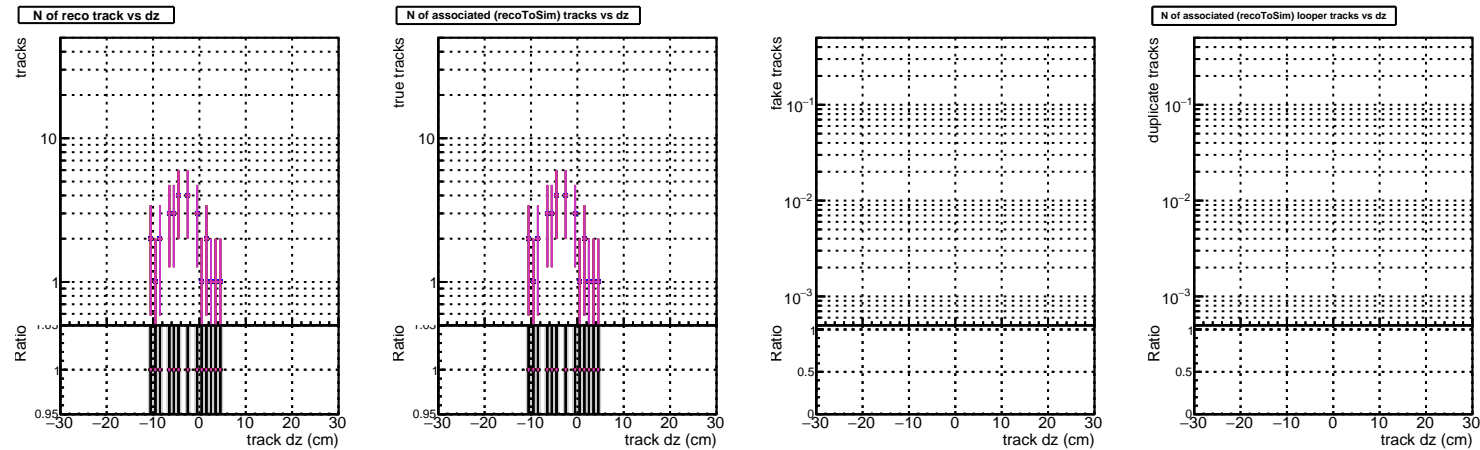 N of reco track vs dz
tracks
10
1
1.05
Ratio
1
0.95
−30 −20 −10 0 10 20 30
track dz (cm)
N of associated (recoToSim) tracks vs dz
true tracks
10
1
1.05
Ratio
1
0.95
−30 −20 −10 0 10 20 30
track dz (cm)
fake tracks
10−1
10−2
10−3
Ratio
1
0.5
0
−30 −20 −10 0 10 20 30
track dz (cm)
N of associated (recoToSim) looper tracks vs dz
duplicate tracks
10−1
10−2
10−3
Ratio
1
0.5
0
−30 −20 −10 0 10 20 30
track dz (cm)